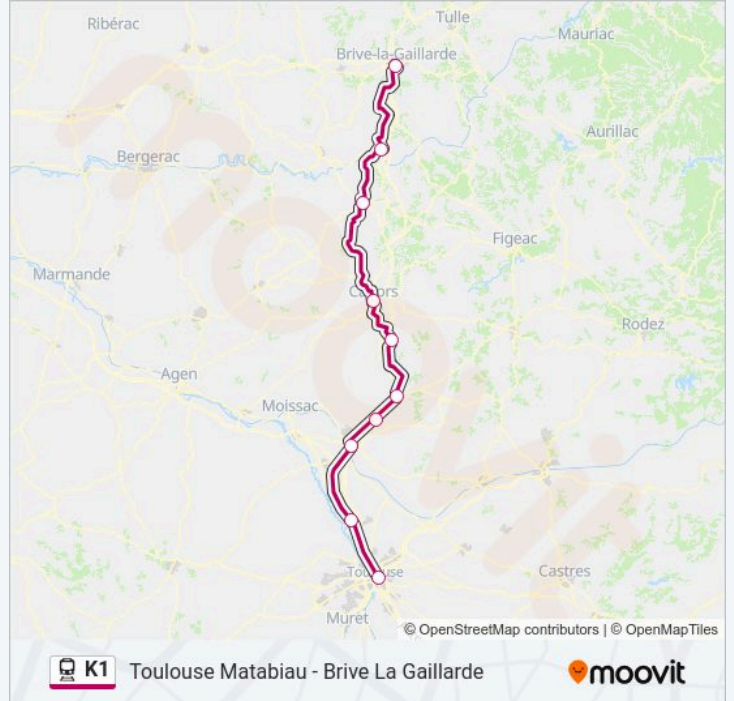 Tulle
Ribérac
Mauriac
Brive-la-Gaillarde
Aurillac
Bergerac
Figeac
Marmande
Cahors
Rodez
Agen
Moissac
Toulouse
Castres
Muret
© OpenStreetMap contributors | © OpenMapTiles
K1 Toulouse Matabiau - Brive La Gaillarde moovit
moovit